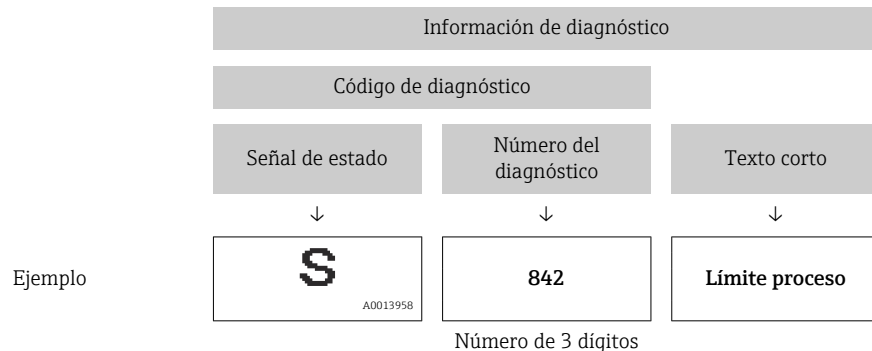 Información de diagnóstico
Código de diagnóstico
Señal de estado
Número del
diagnóstico
Texto corto
↓ ↓ ↓
Ejemplo
S
A0013958
842
Límite proceso
Número de 3 dígitos